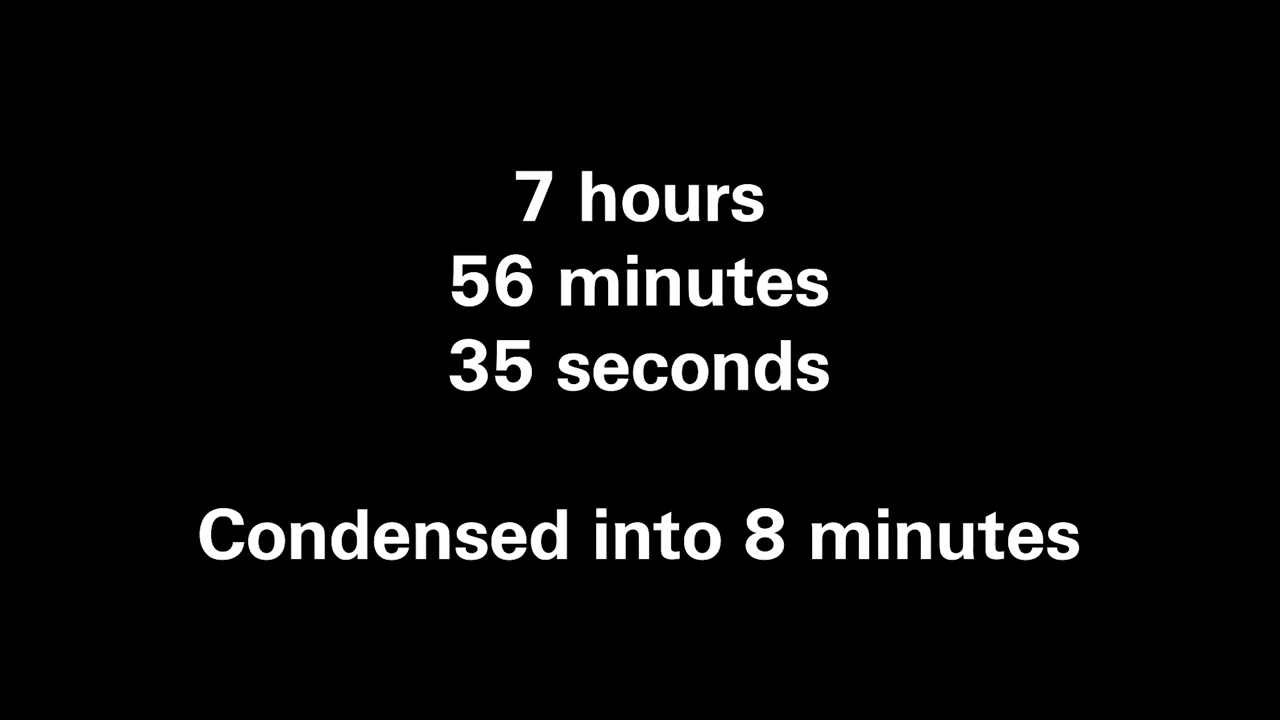 7 hours
56 minutes
35 seconds
Condensed into 8 minutes